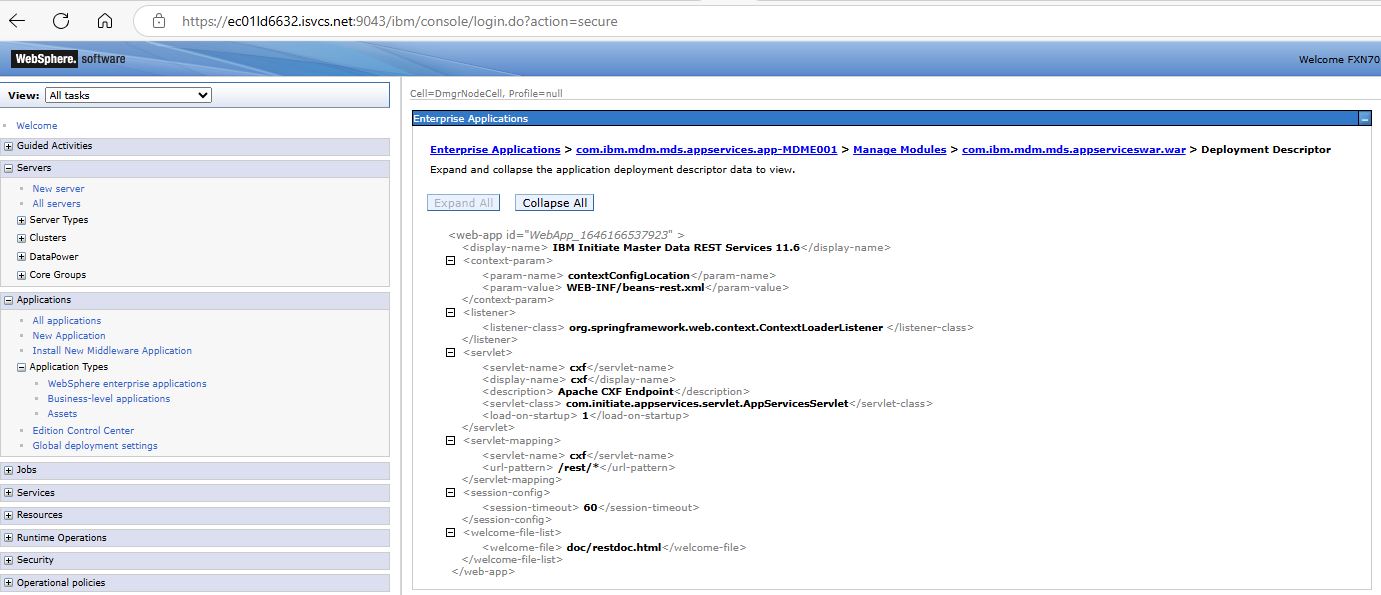 https://ec01ld6632.isvcs.net:9043/ibm/console/login.do?action=secure
WebSphere. software
Welcome FXN70
View: All tasks
Welcome
Guided Activities
Servers
New server
All servers
Server Types
Clusters
DataPower
Core Groups
Applications
All applications
New Application
Install New Middleware Application
Application Types
WebSphere enterprise applications
Business-level applications
Assets
Edition Control Center
Global deployment settings
Jobs
Services
Resources
Runtime Operations
Security
Operational policies
Cell=DmgrNodeCell, Profile=null
Enterprise Applications
Enterprise Applications > com.ibm.mdm.mds.appservices.app-MDME001 > Manage Modules > com.ibm.mdm.mds.appserviceswar.war > Deployment Descriptor
Expand and collapse the application deployment descriptor data to view.
Expand All Collapse All
<web-app id="WebApp_1646166537923" >
<display-name> IBM Initiate Master Data REST Services 11.6</display-name>
<context-param>
<param-name> contextConfigLocation</param-name>
<param-value> WEB-INF/beans-rest.xml</param-value>
</context-param>
<listener>
<listener-class> org.springframework.web.context.ContextLoaderListener </listener-class>
</listener>
<servlet>
<servlet-name> cxf</servlet-name>
<display-name> cxf</display-name>
<description> Apache CXF Endpoint</description>
<servlet-class> com.initiate.appservices.servlet.AppServicesServlet</servlet-class>
<load-on-startup> 1</load-on-startup>
</servlet>
<servlet-mapping>
<servlet-name> cxf</servlet-name>
<url-pattern> /rest/*</url-pattern>
</servlet-mapping>
<session-config>
<session-timeout> 60</session-timeout>
</session-config>
<welcome-file-list>
<welcome-file> doc/restdoc.html</welcome-file>
</welcome-file-list>
</web-app>